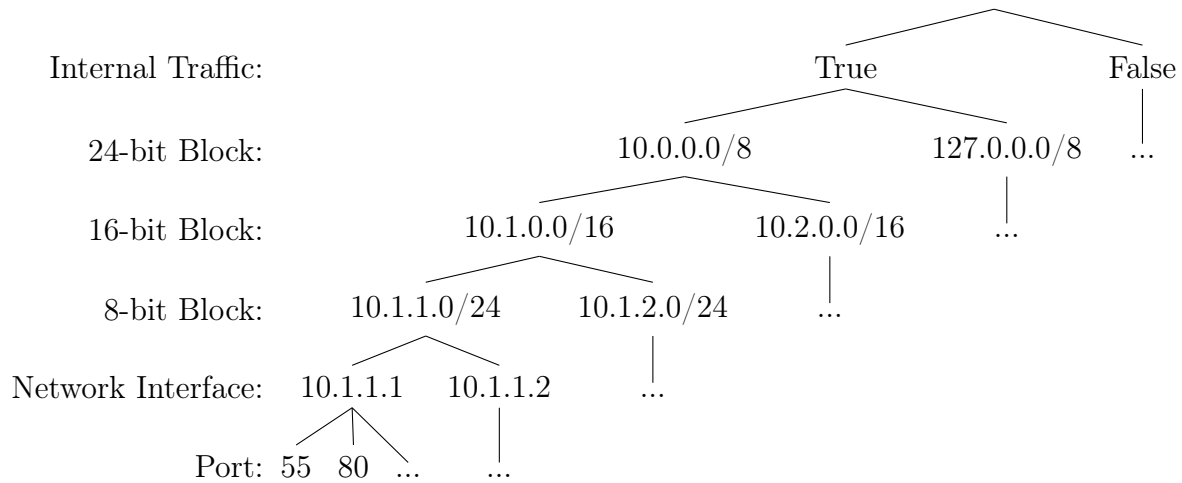 Internal Traffic: True False
24-bit Block: 10.0.0.0/8 127.0.0.0/8 ...
16-bit Block: 10.1.0.0/16 10.2.0.0/16 ...
8-bit Block: 10.1.1.0/24 10.1.2.0/24 ...
Network Interface: 10.1.1.1 10.1.1.2 ...
Port: 55 80 ... ...